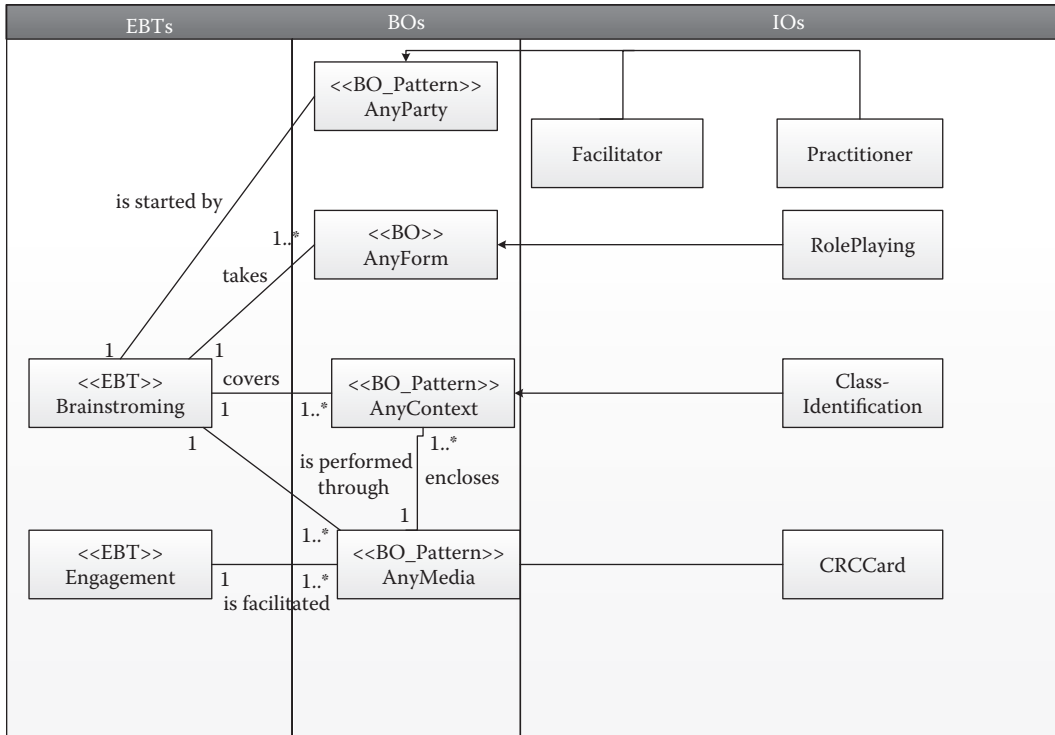 EBTs
BOs
IOs
<<BO_Pattern>>
AnyParty
Facilitator
Practitioner
is started by
1..*
<<BO>>
AnyForm
RolePlaying
takes
1
1
<<EBT>>
Brainstroming
covers
1
1..*
<<BO_Pattern>>
AnyContext
Class-
Identification
1
1..*
is performed
through
encloses
1
1..*
<<EBT>>
Engagement
1
1..*
is facilitated
<<BO_Pattern>>
AnyMedia
CRCCard